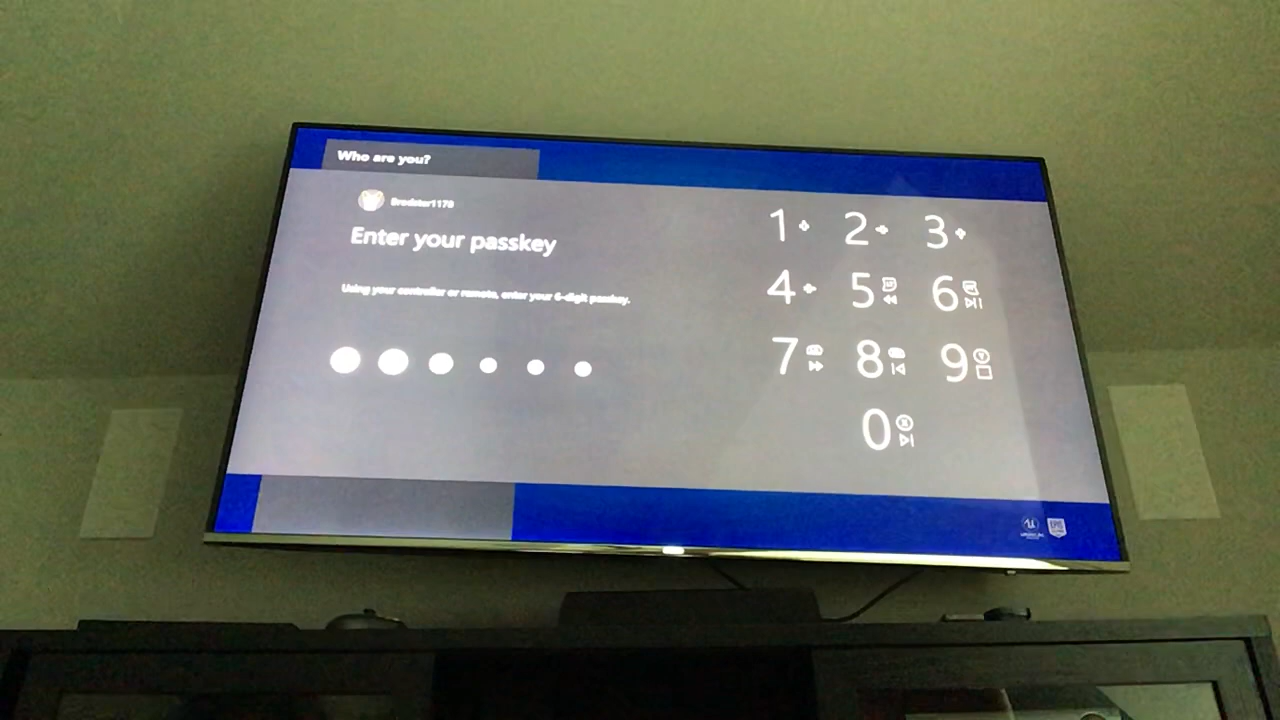 Who are you?
Brodster1170
Enter your passkey
Using your controller or remote, enter your 6-digit passkey.
1 2 3
4 5 6
7 8 9
0